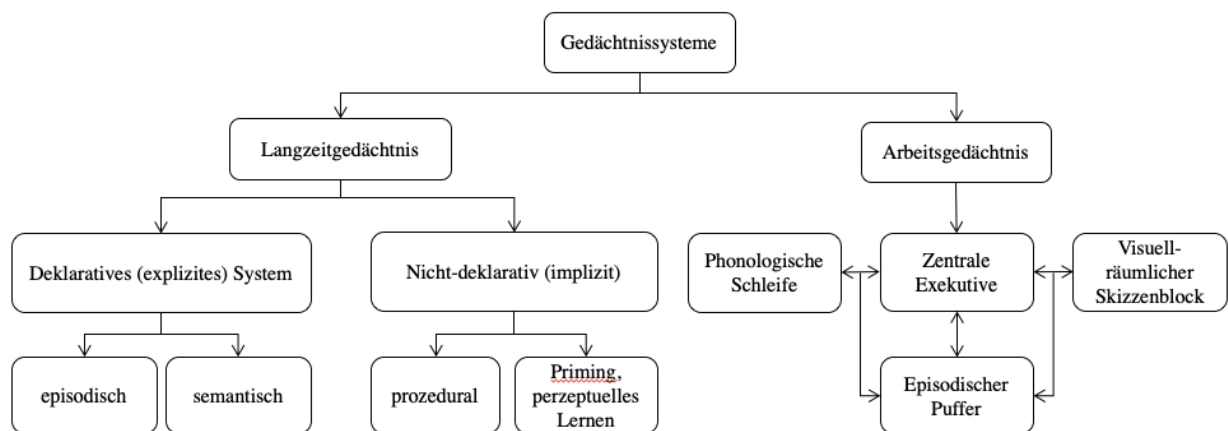 Gedächtnissysteme
Langzeitgedächtnis
Arbeitsgedächtnis
Deklaratives (explizites) System
Nicht-deklarativ (implizit)
Phonologische
Schleife
Zentrale
Exekutive
Visuell-
räumlicher
Skizzenblock
episodisch
semantisch
prozedural
Priming,
perzeptuelles
Lernen
Episodischer
Puffer